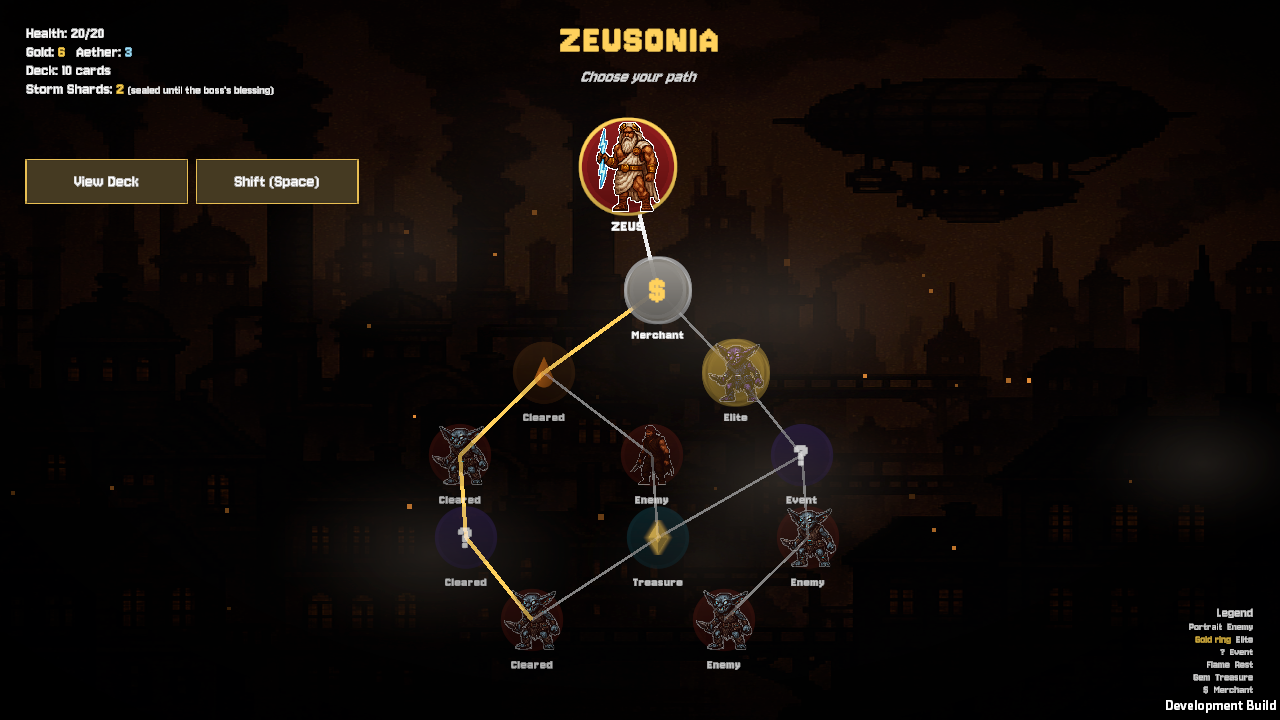 Health: 20/20
Gold: 6 Aether: 3
Deck: 10 cards
Storm Shards: 2 (sealed until the boss's blessing)
ZEUSONIA
Choose your path
View Deck
Shift (Space)
ZEUS
$
Merchant
Cleared
Elite
?
Cleared
Enemy
Event
?
Cleared
Treasure
Enemy
Cleared
Enemy
Legend
Portrait Enemy
Gold ring Elite
? Event
Flame Rest
Gem Treasure
$ Merchant
Development Build